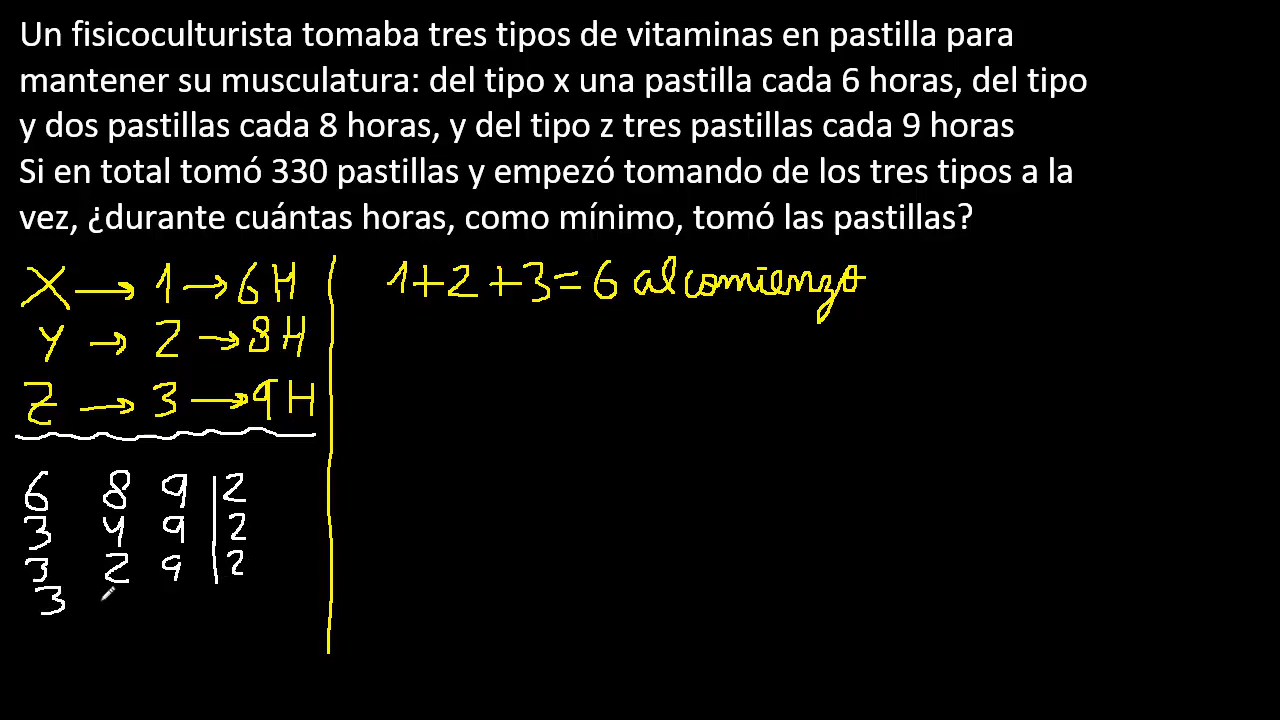 Un fisicoculturista tomaba tres tipos de vitaminas en pastilla para
mantener su musculatura: del tipo x una pastilla cada 6 horas, del tipo
y dos pastillas cada 8 horas, y del tipo z tres pastillas cada 9 horas
Si en total tomó 330 pastillas y empezó tomando de los tres tipos a la
vez, ¿durante cuántas horas, como mínimo, tomó las pastillas?
X → 1 → 6 H
Y → 2 → 8 H
Z → 3 → 9 H
6 8 9 | 2
3 4 9 | 2
3 2 9 | 2
3
1 + 2 + 3 = 6 al comienzo